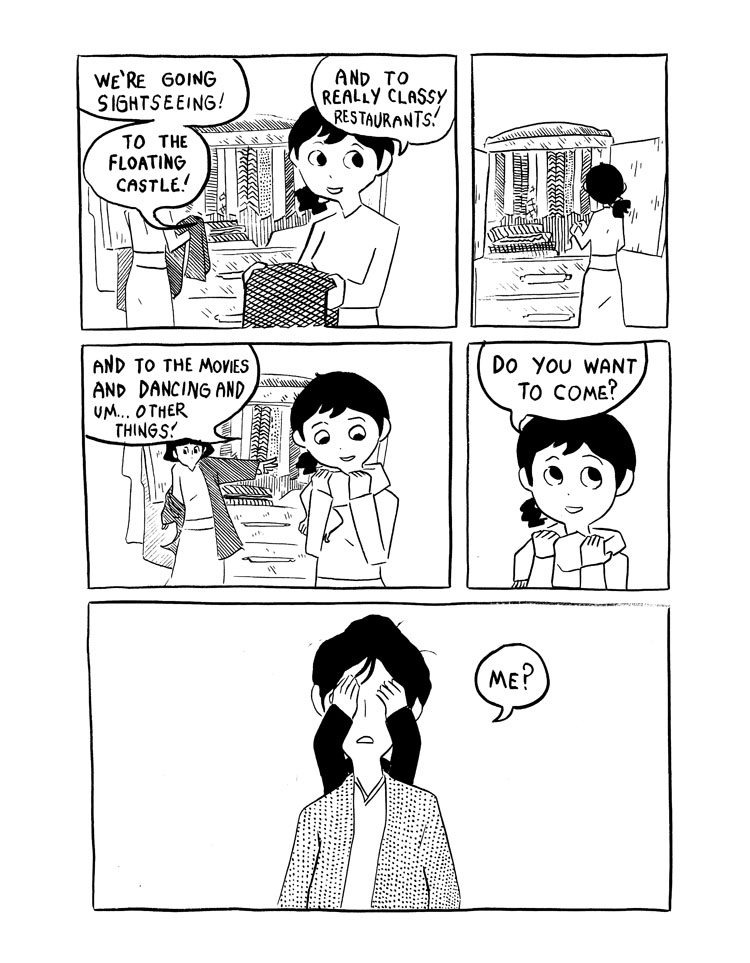 WE'RE GOING
SIGHTSEEING!
TO THE
FLOATING
CASTLE!
AND TO
REALLY CLASSY
RESTAURANTS!
AND TO THE MOVIES
AND DANCING AND
UM... OTHER
THINGS!
DO YOU WANT
TO COME?
ME?